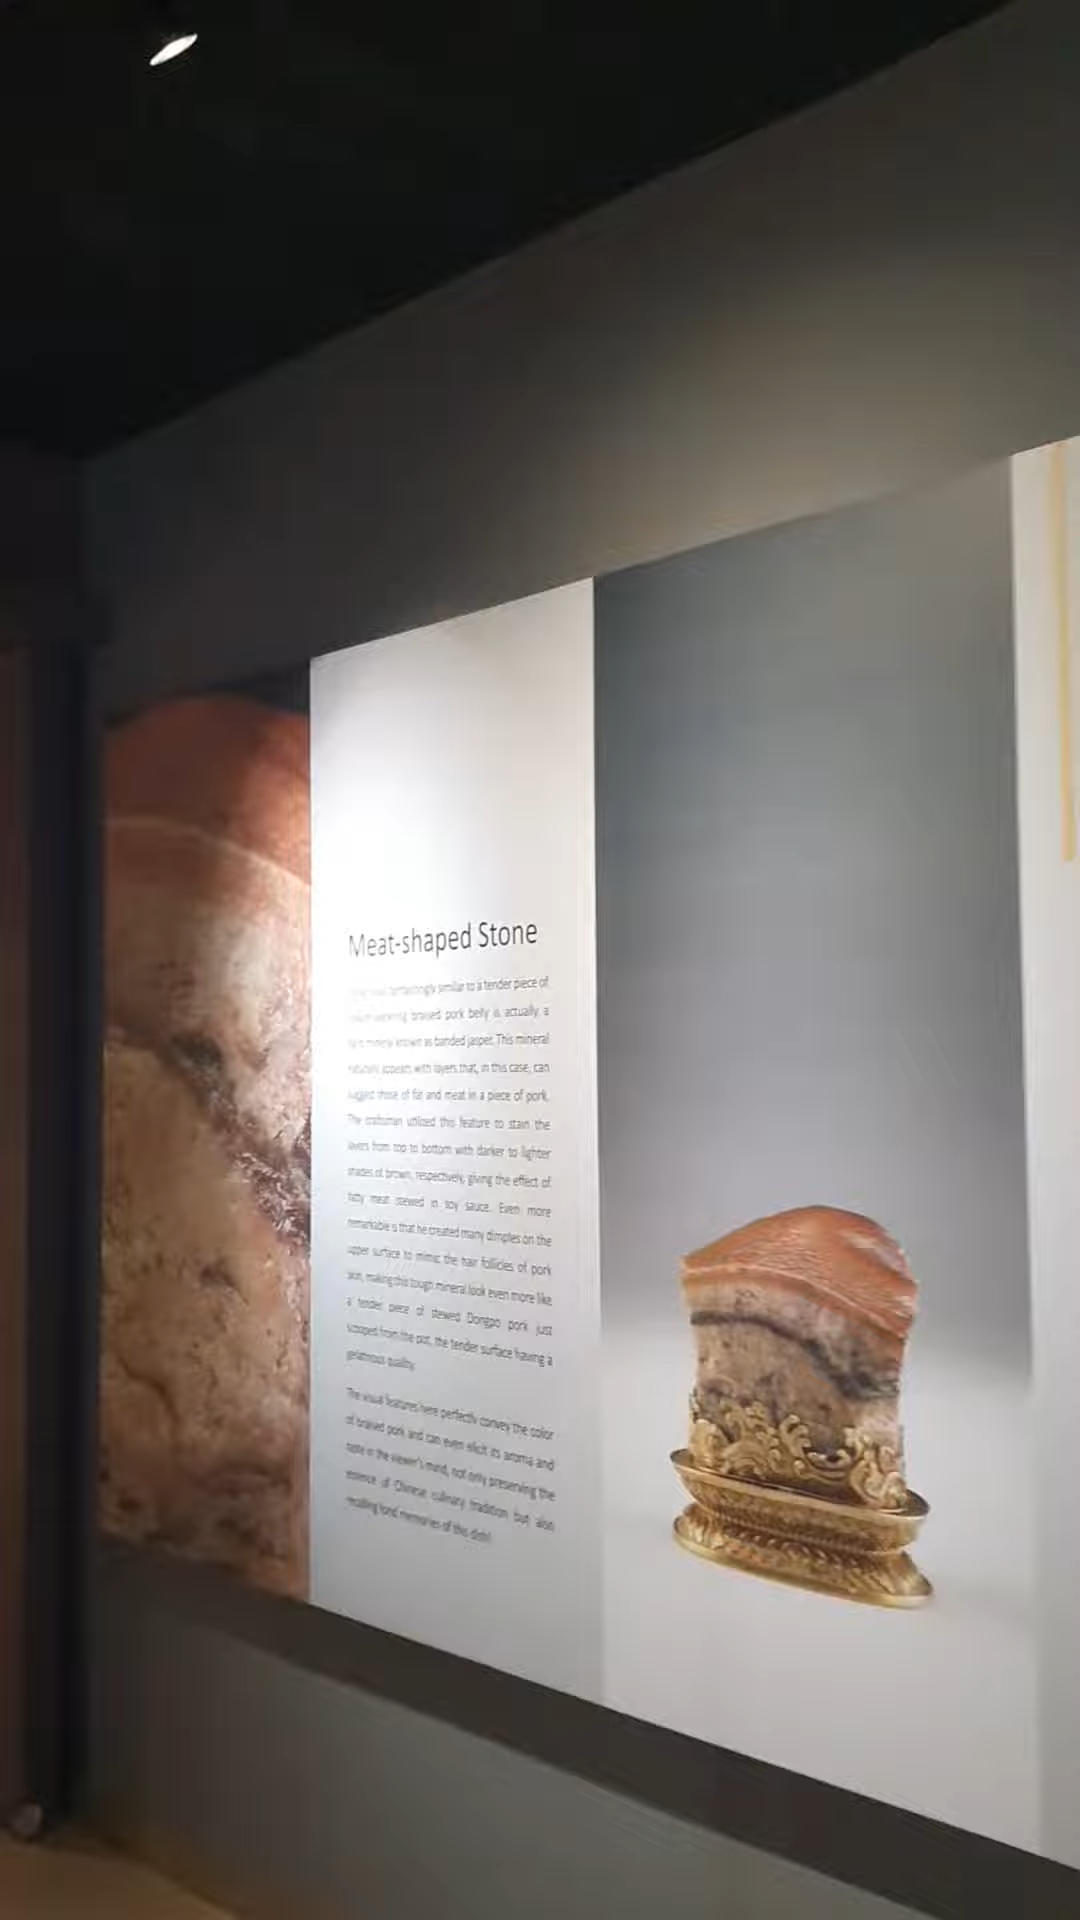 Meat-shaped Stone
similar to a tender piece of
braised pork belly is actually a
mineral known as banded jasper. This mineral
naturally appears with layers that, in this case, can
suggest those of fat and meat in a piece of pork.
The craftsman utilized this feature to stain the
layers from top to bottom with darker to lighter
shades of brown, respectively, giving the effect of
fatty meat stewed in soy sauce. Even more
remarkable is that he created many dimples on the
upper surface to mimic the hair follicles of pork
skin, making this tough mineral look even more like
a tender piece of stewed Dongpo pork just
scooped from the pot, the tender surface having a
gelatinous quality.
The visual features here perfectly convey the color
of braised pork and can even elicit its aroma and
taste in the viewer's mind, not only preserving the
essence of Chinese culinary tradition but also
recalling fond memories of this dish!